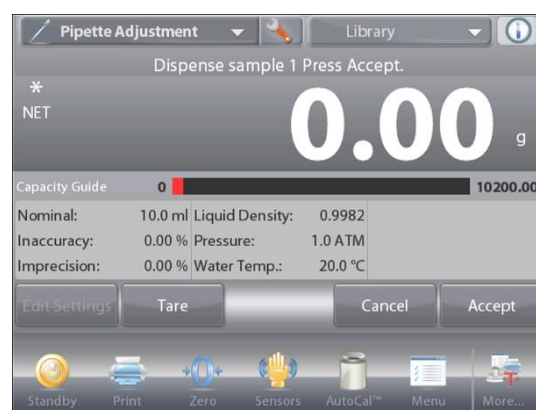 Pipette Adjustment Library
Dispense sample 1 Press Accept.
*
NET
0.00 g
Capacity Guide 0 10200.00
Nominal: 10.0 ml Liquid Density: 0.9982
Inaccuracy: 0.00 % Pressure: 1.0 ATM
Imprecision: 0.00 % Water Temp.: 20.0 °C
Edit-Settings Tare Cancel Accept
Standby Print Zero Sensors AutoCal™ Menu More...